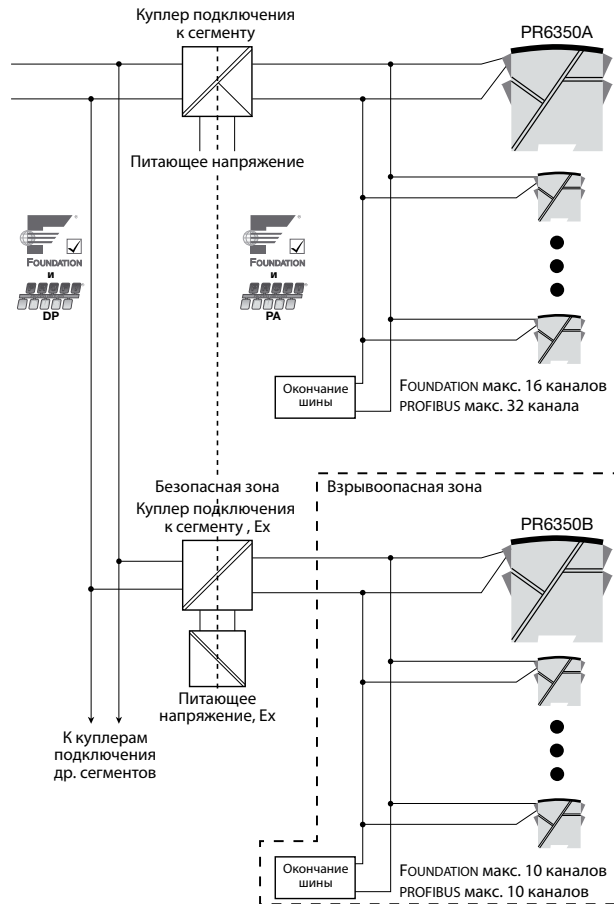 Куплер подключения
к сегменту
PR6350A
Питающее напряжение
FOUNDATION
и
DP
FOUNDATION
и
PA
Окончание
шины
FOUNDATION макс. 16 каналов
PROFIBUS макс. 32 канала
Безопасная зона
Взрывоопасная зона
Куплер подключения
к сегменту , Ex
PR6350B
Питающее
напряжение, Ex
К куплерам
подключения
др. сегментов
Окончание
шины
FOUNDATION макс. 10 каналов
PROFIBUS макс. 10 каналов